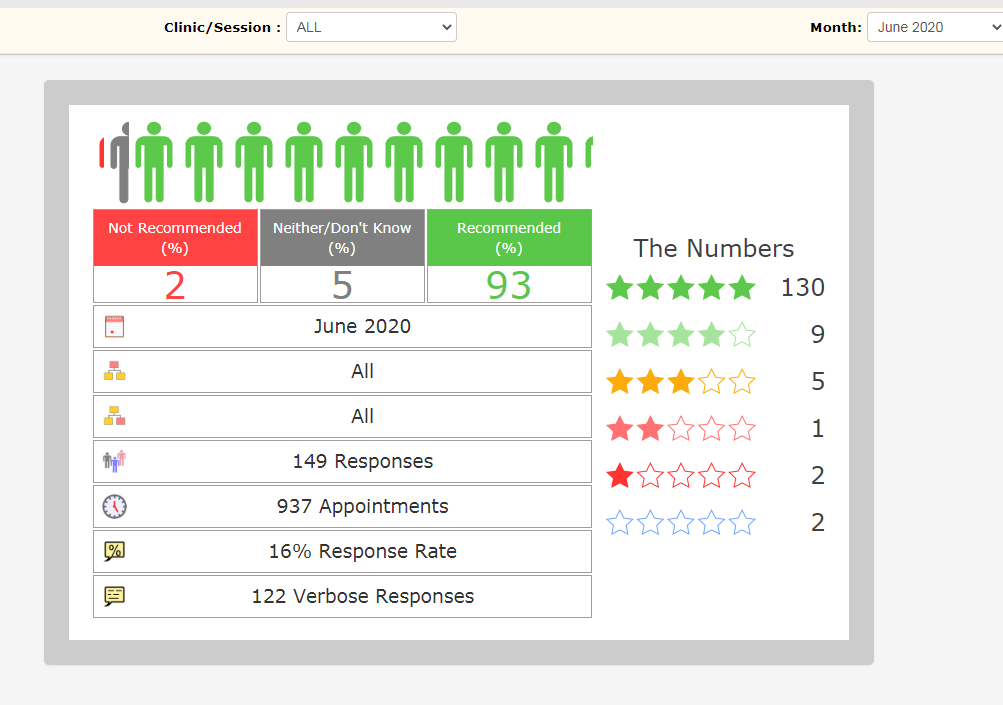 Clinic/Session : ALL Month: June 2020
Not Recommended (%) Neither/Don't Know (%) Recommended (%)
2 5 93
June 2020
All
All
149 Responses
937 Appointments
16% Response Rate
122 Verbose Responses
The Numbers
130
9
5
1
2
2